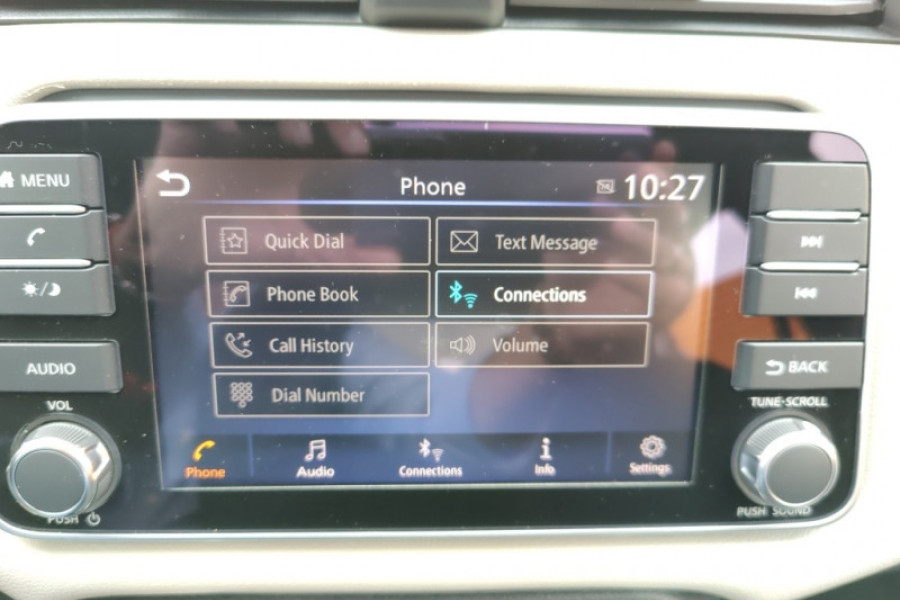 Phone
10:27
MENU
AUDIO
VOL
PUSH
Quick Dial
Text Message
Phone Book
Connections
Call History
Volume
Dial Number
Phone
Audio
Connections
Info
Settings
BACK
TUNE·SCROLL
PUSH SOUND